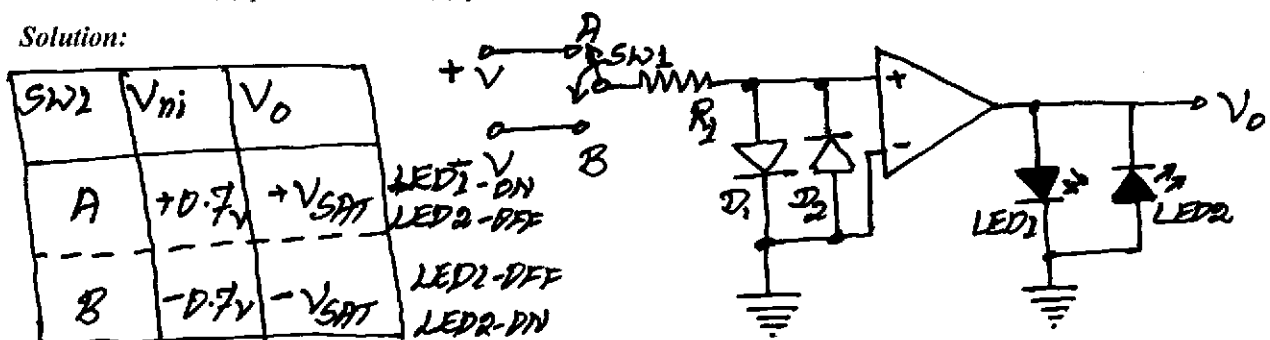 Solution:
SW1 Vni Vo
A +0.7v +VSAT LED1-ON
LED2-OFF
B -0.7v -VSAT LED1-OFF
LED2-ON
A
+V
SW1
-V
B
R1
D1
D2
+
-
Vo
LED1
LED2